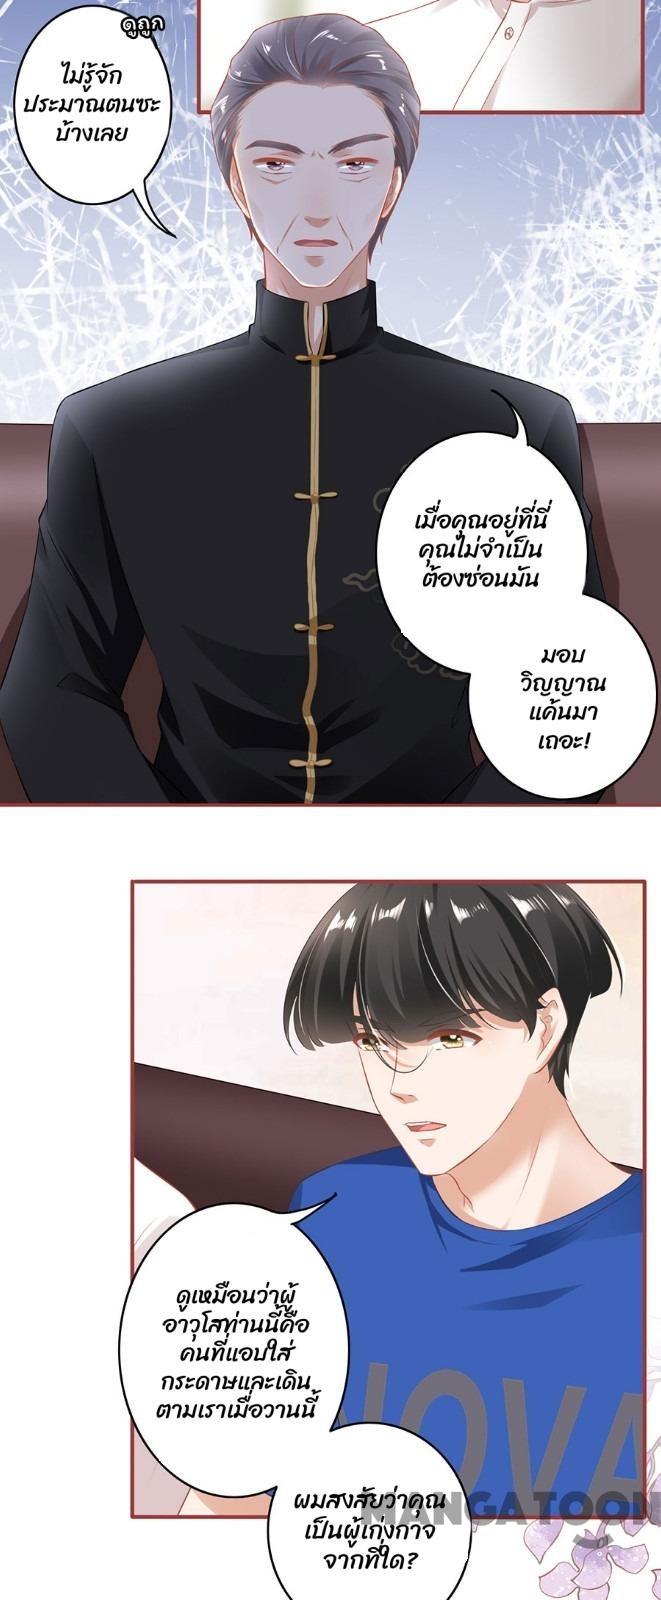 ดูถูก
ไม่รู้จัก
ประมาณตนซะ
บ้างเลย
เมื่อคุณอยู่ที่นี่
คุณไม่จำเป็น
ต้องซ่อนมัน
มอบ
วิญญาณ
แค้นมา
เถอะ!
ดูเหมือนว่าผู้
อาวุโสท่านนี้คือ
คนที่แอบใส่
กระดาษและเดิน
ตามเราเมื่อวานนี้
NOVA
ผมสงสัยว่าคุณ
เป็นผู้เก่งกาจ
จากที่ใด?
MANGATOON